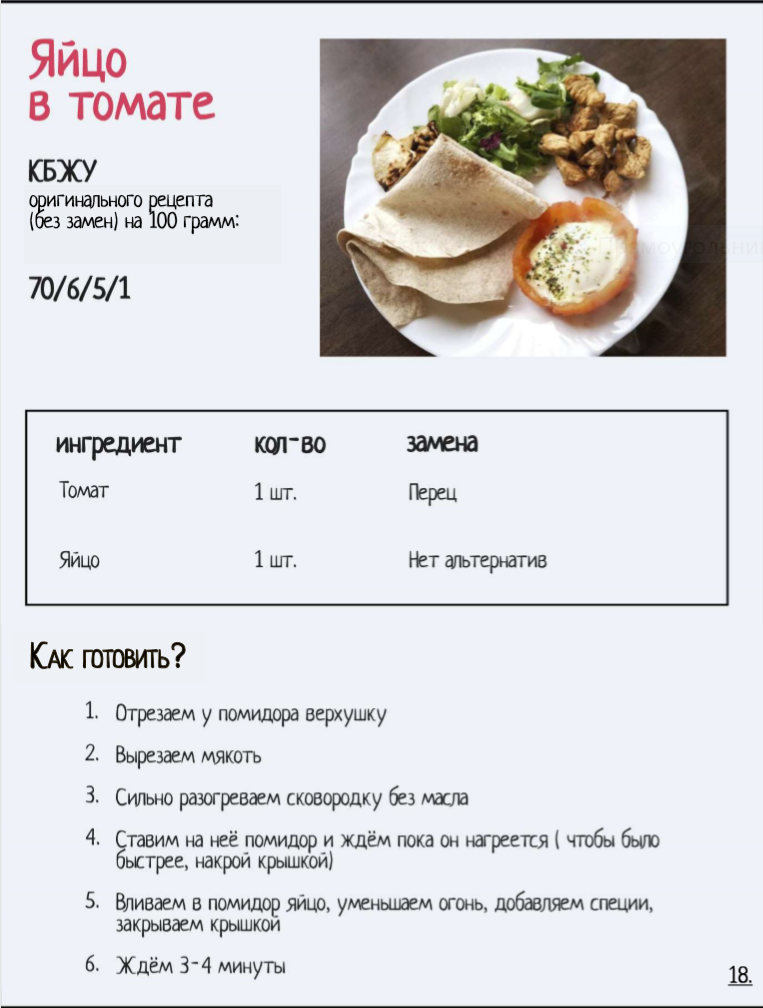 Яйцо
в томате
КБЖУ
оригинального рецепта
(без замен) на 100 грамм:
70/6/5/1
ингредиент кол-во замена
Томат 1 шт. Перец
Яйцо 1 шт. Нет альтернатив
Как готовить?
1. Отрезаем у помидора верхушку
2. Вырезаем мякоть
3. Сильно разогреваем сковородку без масла
4. Ставим на неё помидор и ждём пока он нагреется ( чтобы было
быстрее, накрой крышкой)
5. Вливаем в помидор яйцо, уменьшаем огонь, добавляем специи,
закрываем крышкой
6. Ждём 3-4 минуты
18.